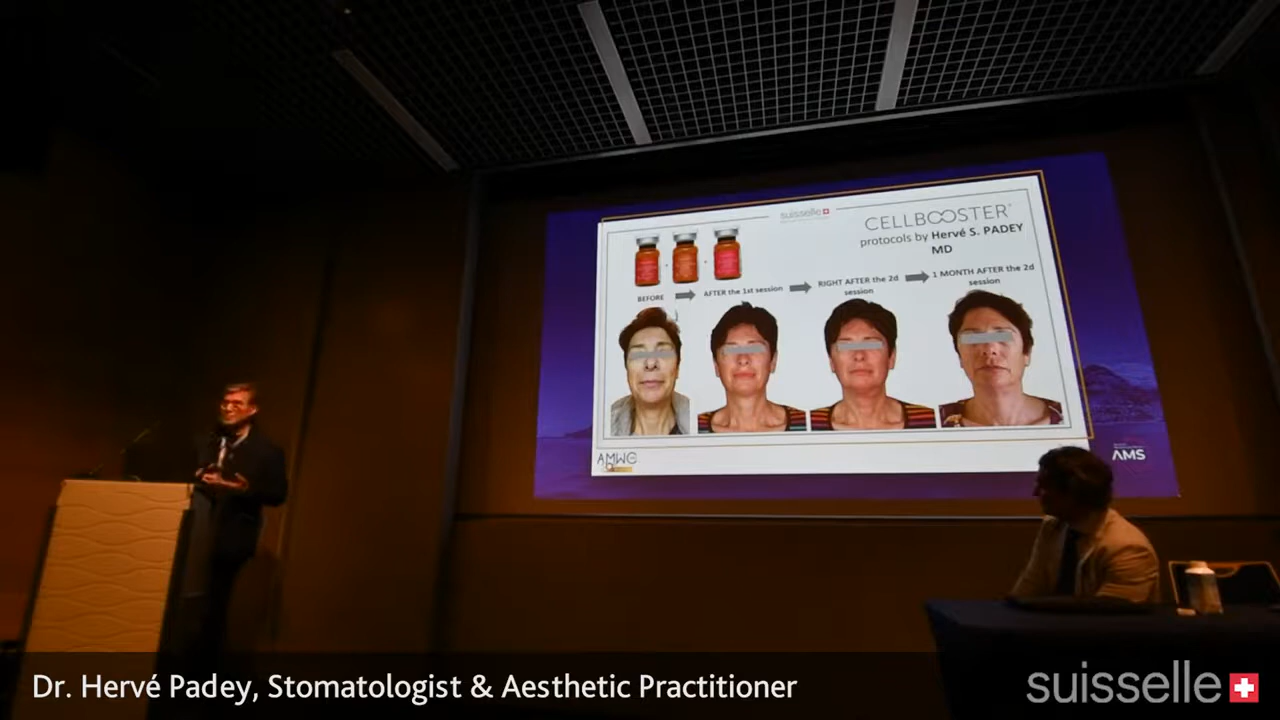 suisselle
CELLBOOSTER®
protocols by Hervé S. PADEY
MD
BEFORE
AFTER the 1st session
RIGHT AFTER the 2d
session
1 MONTH AFTER the 2d
session
AMWC
AMS
Dr. Hervé Padey, Stomatologist & Aesthetic Practitioner
suisselle